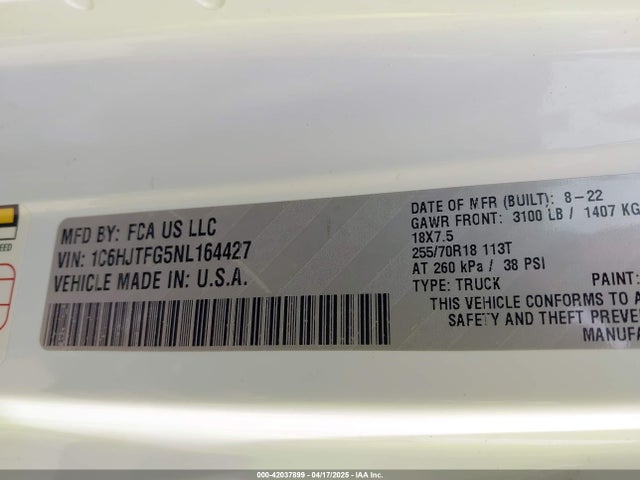 MFD BY: FCA US LLC
VIN: 1C6HJTFG5NL164427
VEHICLE MADE IN U.S.A.
DATE OF MFR (BUILT): 8-22
GAWR FRONT: 3100 LB / 1407 KG
18X7.5
255/70R18 113T
AT 260 kPa / 38 PSI
TYPE: TRUCK
PAINT:
THIS VEHICLE CONFORMS TO A
SAFETY AND THEFT PREVEN
MANUFA
SPEED
000-42037899 - 04/17/2025 - IAA Inc.